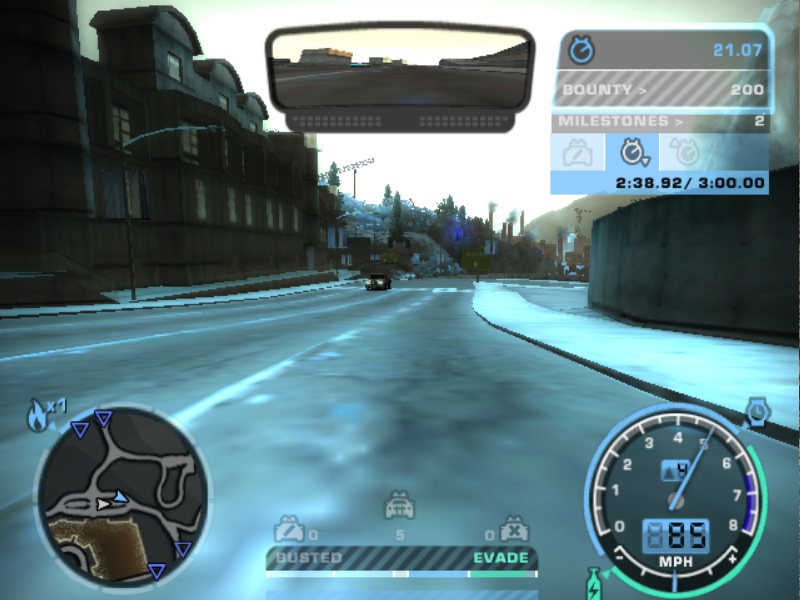 21.07
BOUNTY > 200
MILESTONES > 2
2:38.92/ 3:00.00
x1
0 5 0
BUSTED EVADE
0 1 2 3 4 5 6 7 8
4
85
MPH
- +